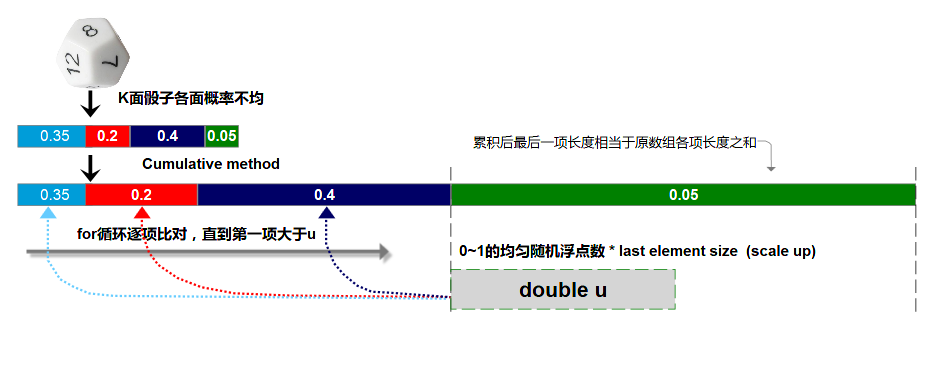 8
12
7
K面骰子各面概率不均
0.35 0.2 0.4 0.05
Cumulative method
累积后最后一项长度相当于原数组各项长度之和
0.35 0.2 0.4 0.05
for循环逐项比对，直到第一项大于u
0~1的均匀随机浮点数 * last element size (scale up)
double u